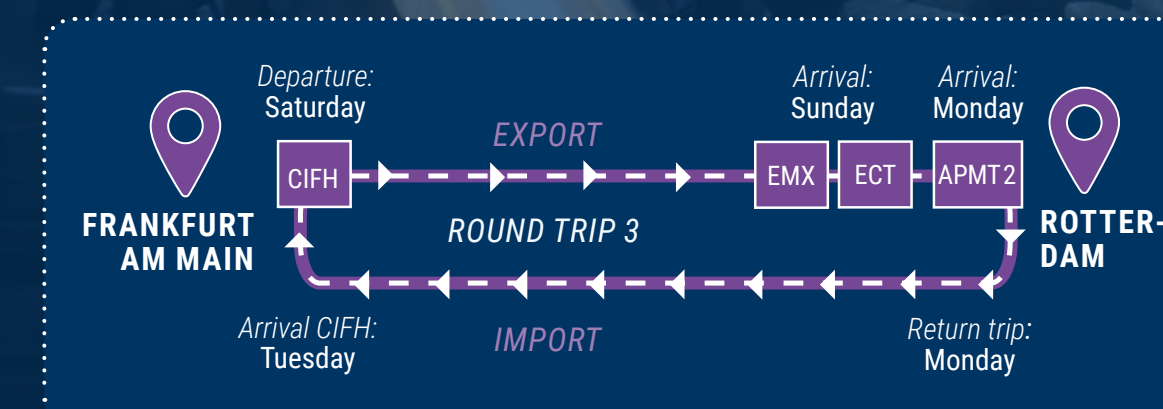 Departure:
Saturday
Arrival:
Sunday
Arrival:
Monday
EXPORT
CIFH
EMX
ECT
APMT2
FRANKFURT
AM MAIN
ROUND TRIP 3
ROTTER-
DAM
Arrival CIFH:
Tuesday
IMPORT
Return trip:
Monday